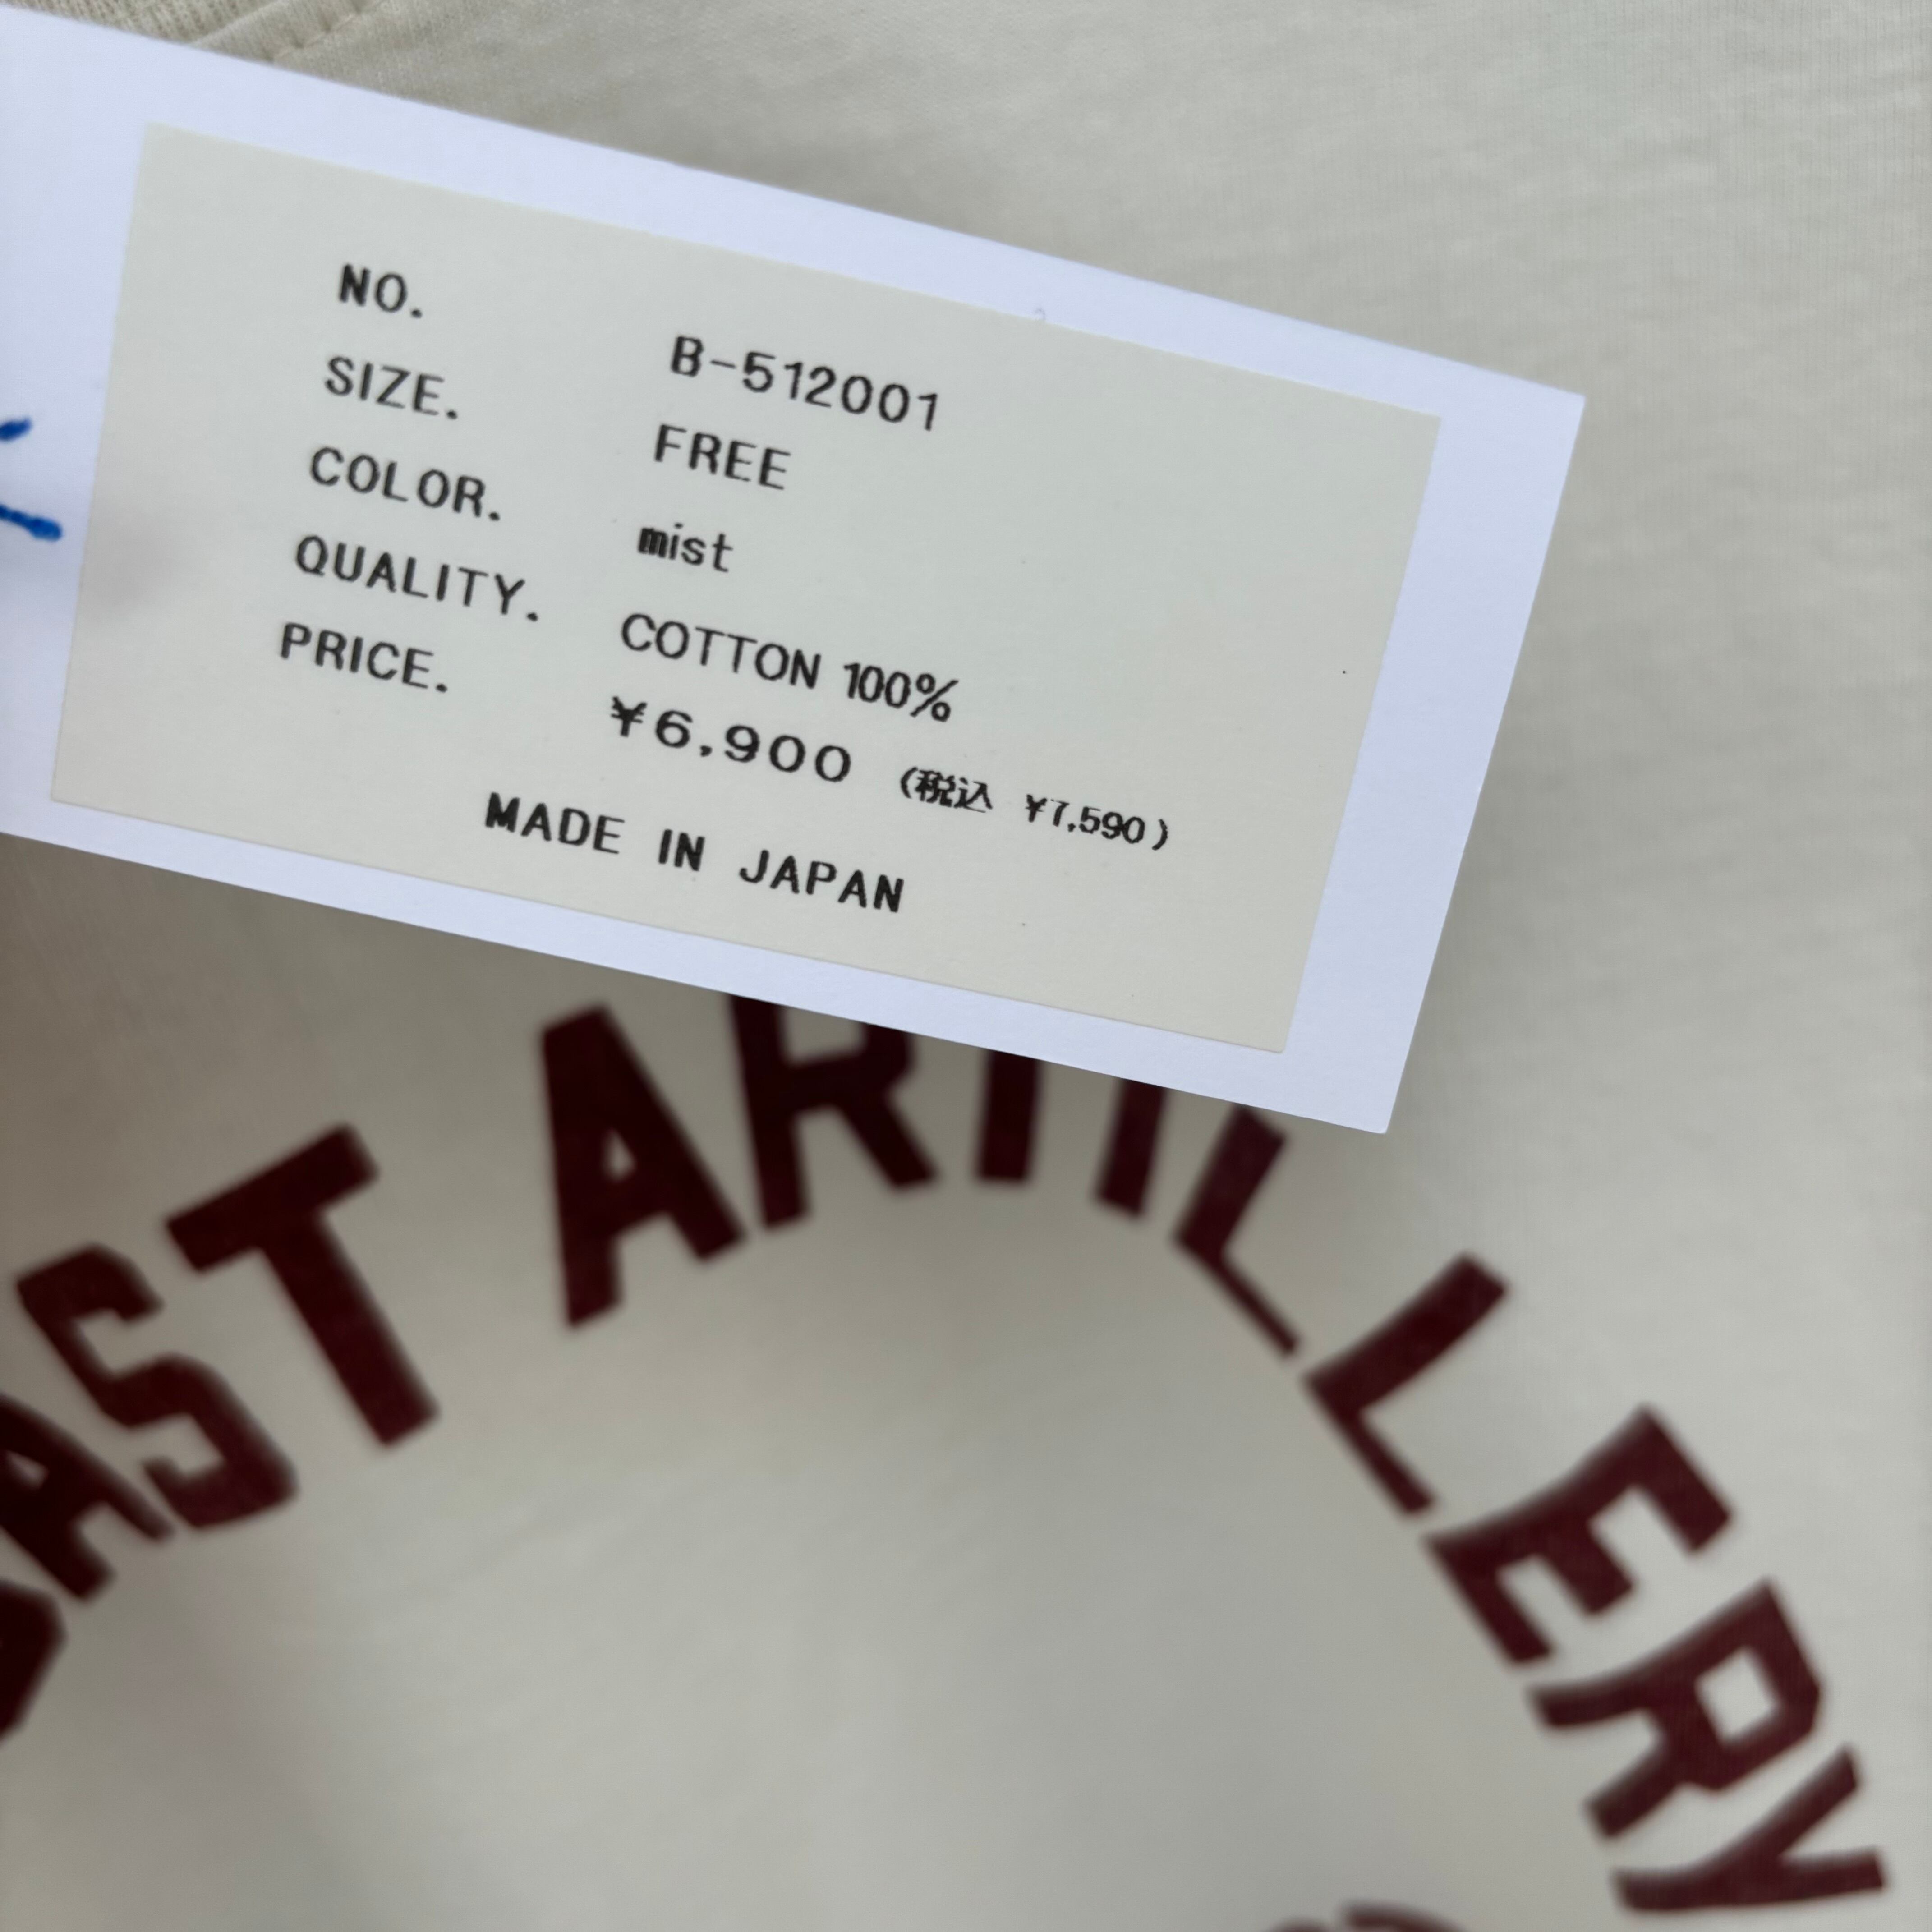 NO. B-512001
SIZE. FREE
COLOR. mist
QUALITY. COTTON 100%
PRICE. ¥6,900 (税込 ¥7,590)
MADE IN JAPAN
AST ARTILLERY